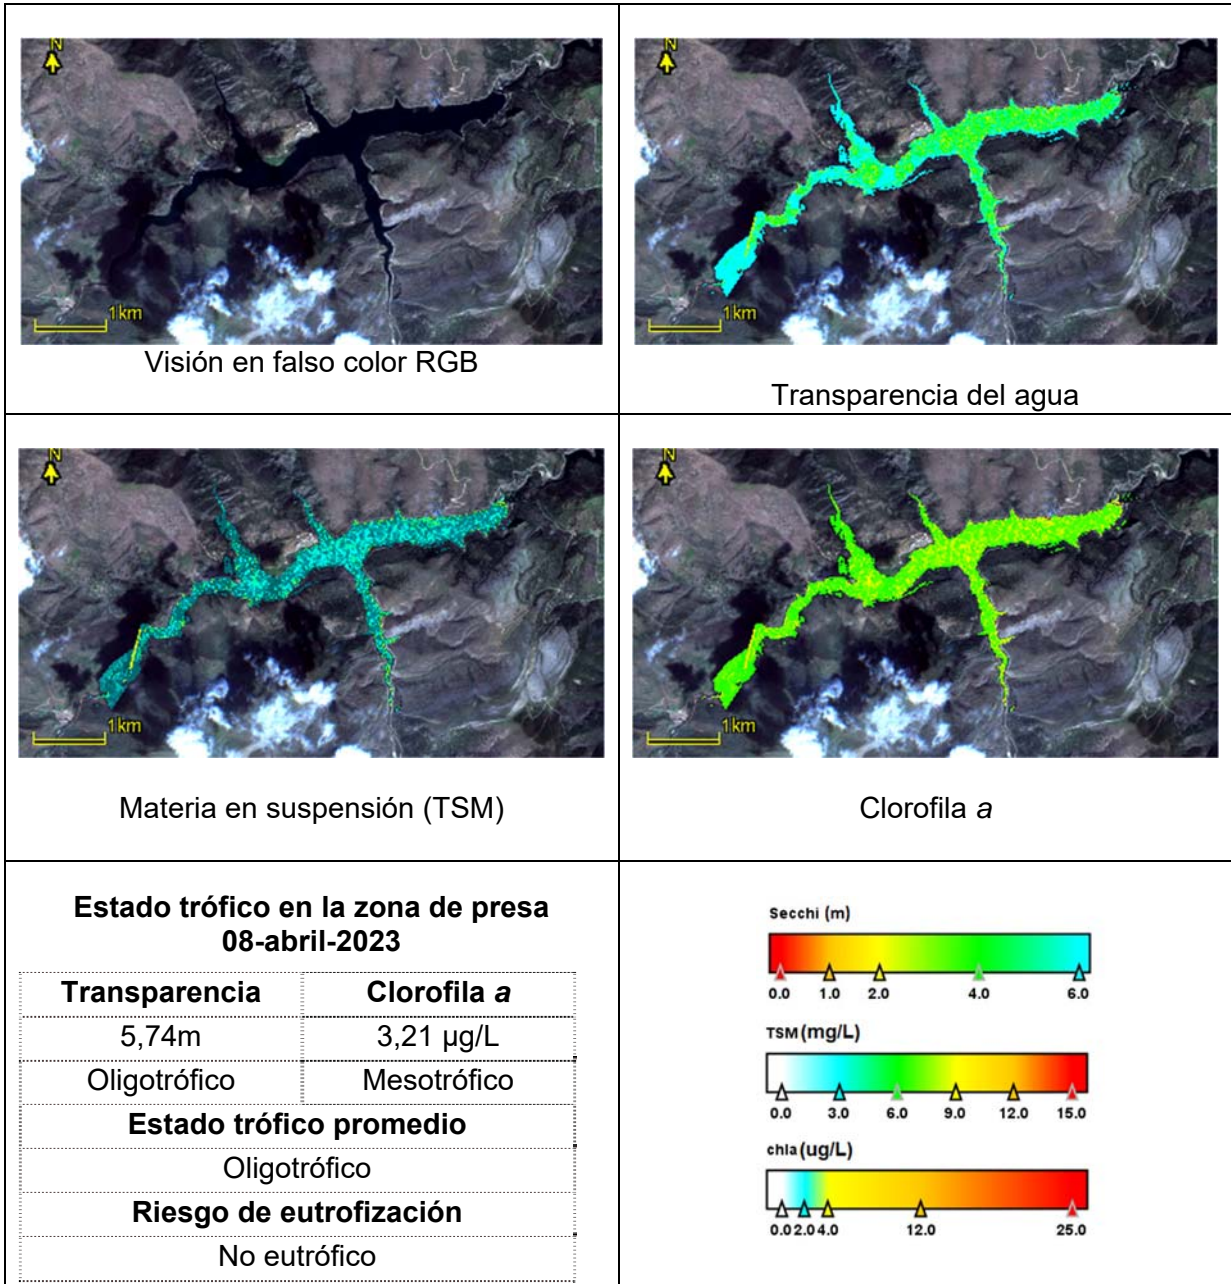 N
1km
Visión en falso color RGB
N
1km
Transparencia del agua
N
1km
Materia en suspensión (TSM)
N
1km
Clorofila a
Estado trófico en la zona de presa
08-abril-2023
Transparencia Clorofila a
5,74m 3,21 µg/L
Oligotrófico Mesotrófico
Estado trófico promedio
Oligotrófico
Riesgo de eutrofización
No eutrófico
Secchi (m)
0.0 1.0 2.0 4.0 6.0
TSM (mg/L)
0.0 3.0 6.0 9.0 12.0 15.0
chla (ug/L)
0.0 2.0 4.0 12.0 25.0